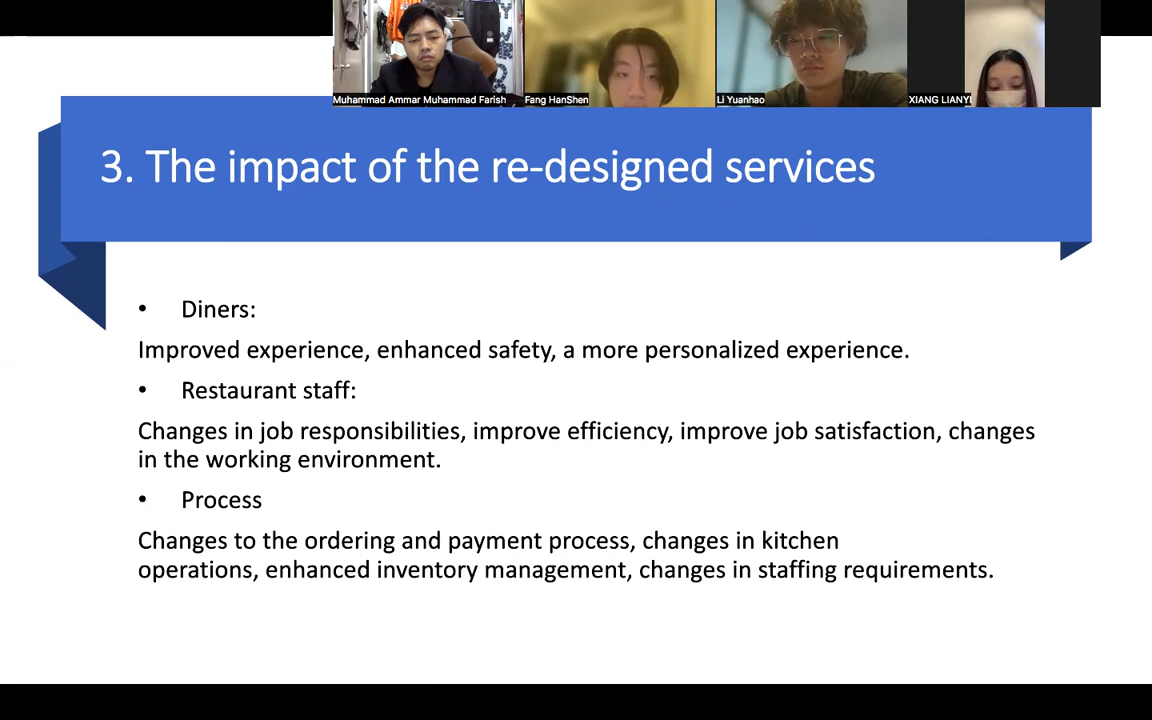 Muhammad Ammar Muhammad Farish
Fang HanShen
Li Yuanhao
XIANG LIANYI
3. The impact of the re-designed services
• Diners:
Improved experience, enhanced safety, a more personalized experience.
• Restaurant staff:
Changes in job responsibilities, improve efficiency, improve job satisfaction, changes
in the working environment.
• Process
Changes to the ordering and payment process, changes in kitchen
operations, enhanced inventory management, changes in staffing requirements.